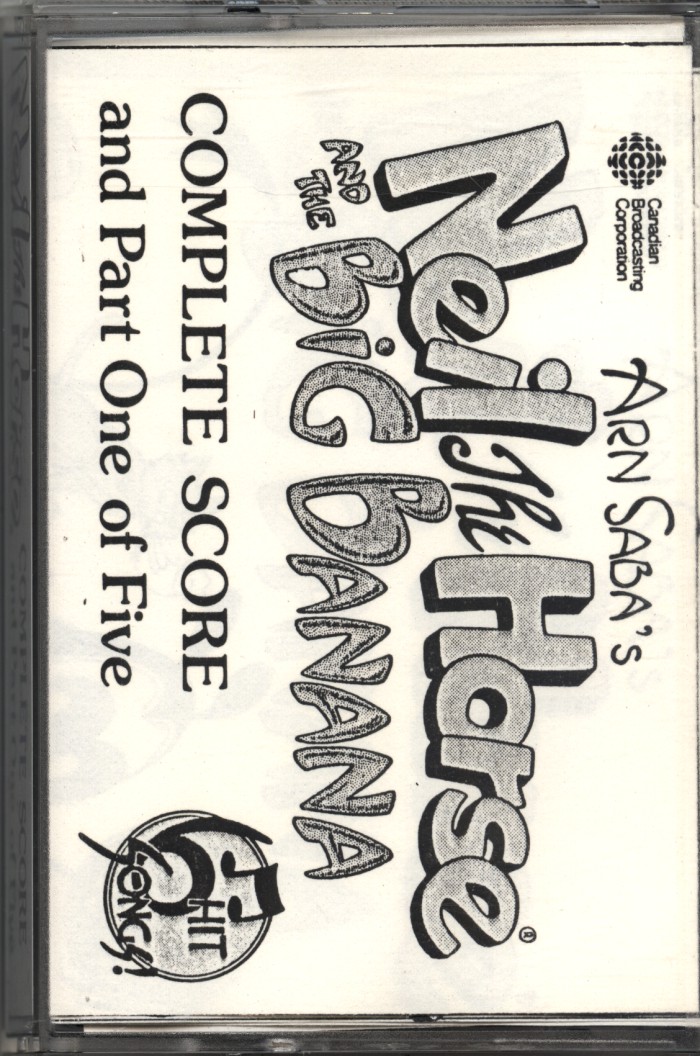 Canadian
Broadcasting
Corporation
ARN SABA'S
Neil The Horse®
AND
THE
BiG BANANA
COMPLETE SCORE
and Part One of Five
5 HIT
SONGS!